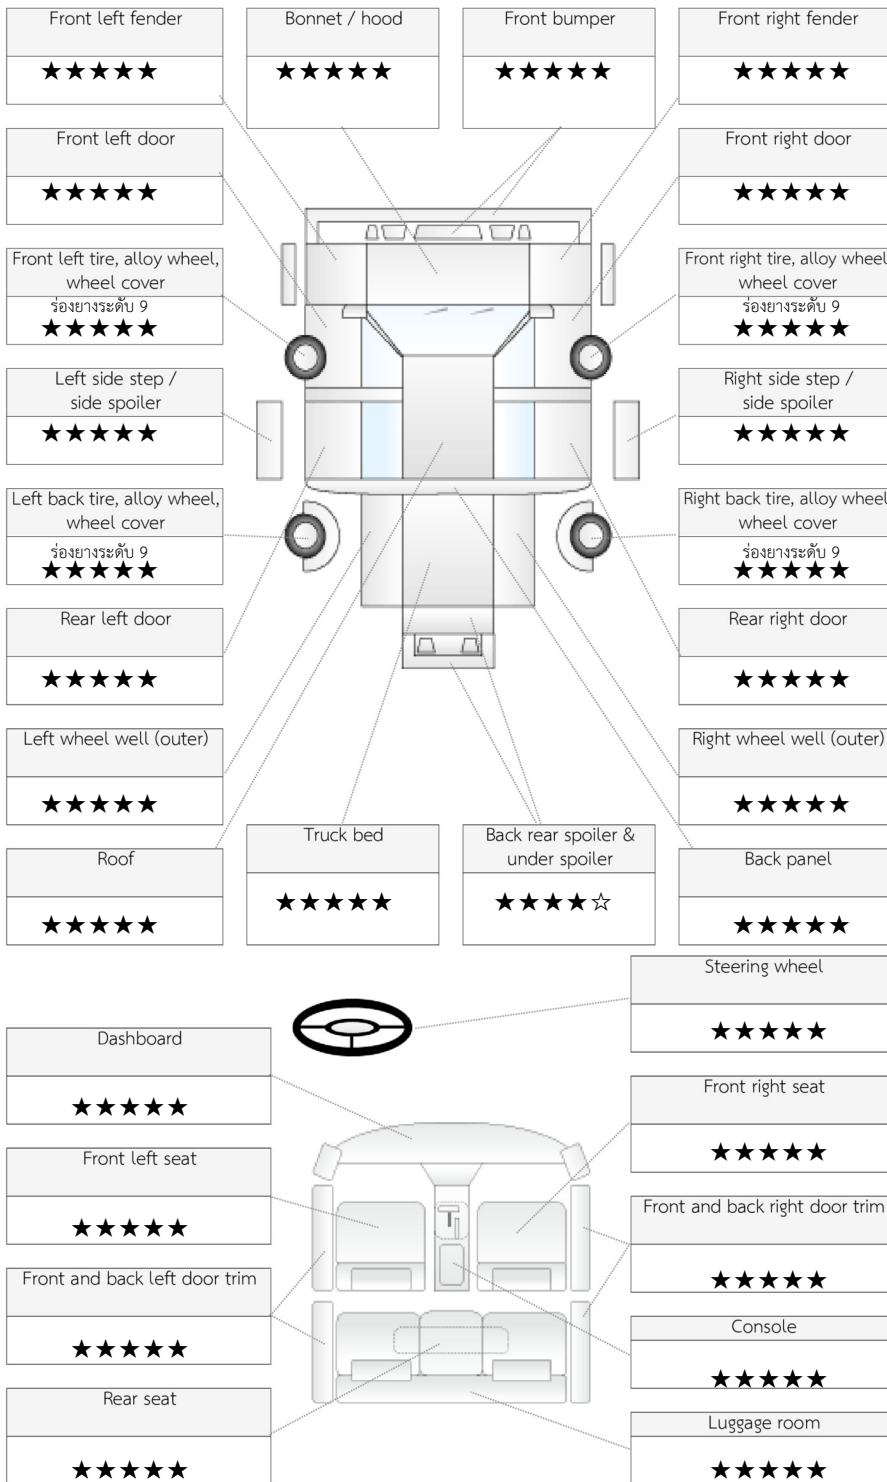 Front left fender
★★★★★
Bonnet / hood
★★★★★
Front bumper
★★★★★
Front right fender
★★★★★
Front left door
★★★★★
Front right door
★★★★★
Front left tire, alloy wheel,
wheel cover
ร่องยางระดับ 9
★★★★★
Front right tire, alloy wheel
wheel cover
ร่องยางระดับ 9
★★★★★
Left side step /
side spoiler
★★★★★
Right side step /
side spoiler
★★★★★
Left back tire, alloy wheel,
wheel cover
ร่องยางระดับ 9
★★★★★
Right back tire, alloy wheel
wheel cover
ร่องยางระดับ 9
★★★★★
Rear left door
★★★★★
Rear right door
★★★★★
Left wheel well (outer)
★★★★★
Right wheel well (outer)
★★★★★
Roof
★★★★★
Truck bed
★★★★★
Back rear spoiler &
under spoiler
★★★★☆
Back panel
★★★★★
Steering wheel
★★★★★
Dashboard
★★★★★
Front right seat
★★★★★
Front left seat
★★★★★
Front and back right door trim
★★★★★
Front and back left door trim
★★★★★
Console
★★★★★
Rear seat
★★★★★
Luggage room
★★★★★